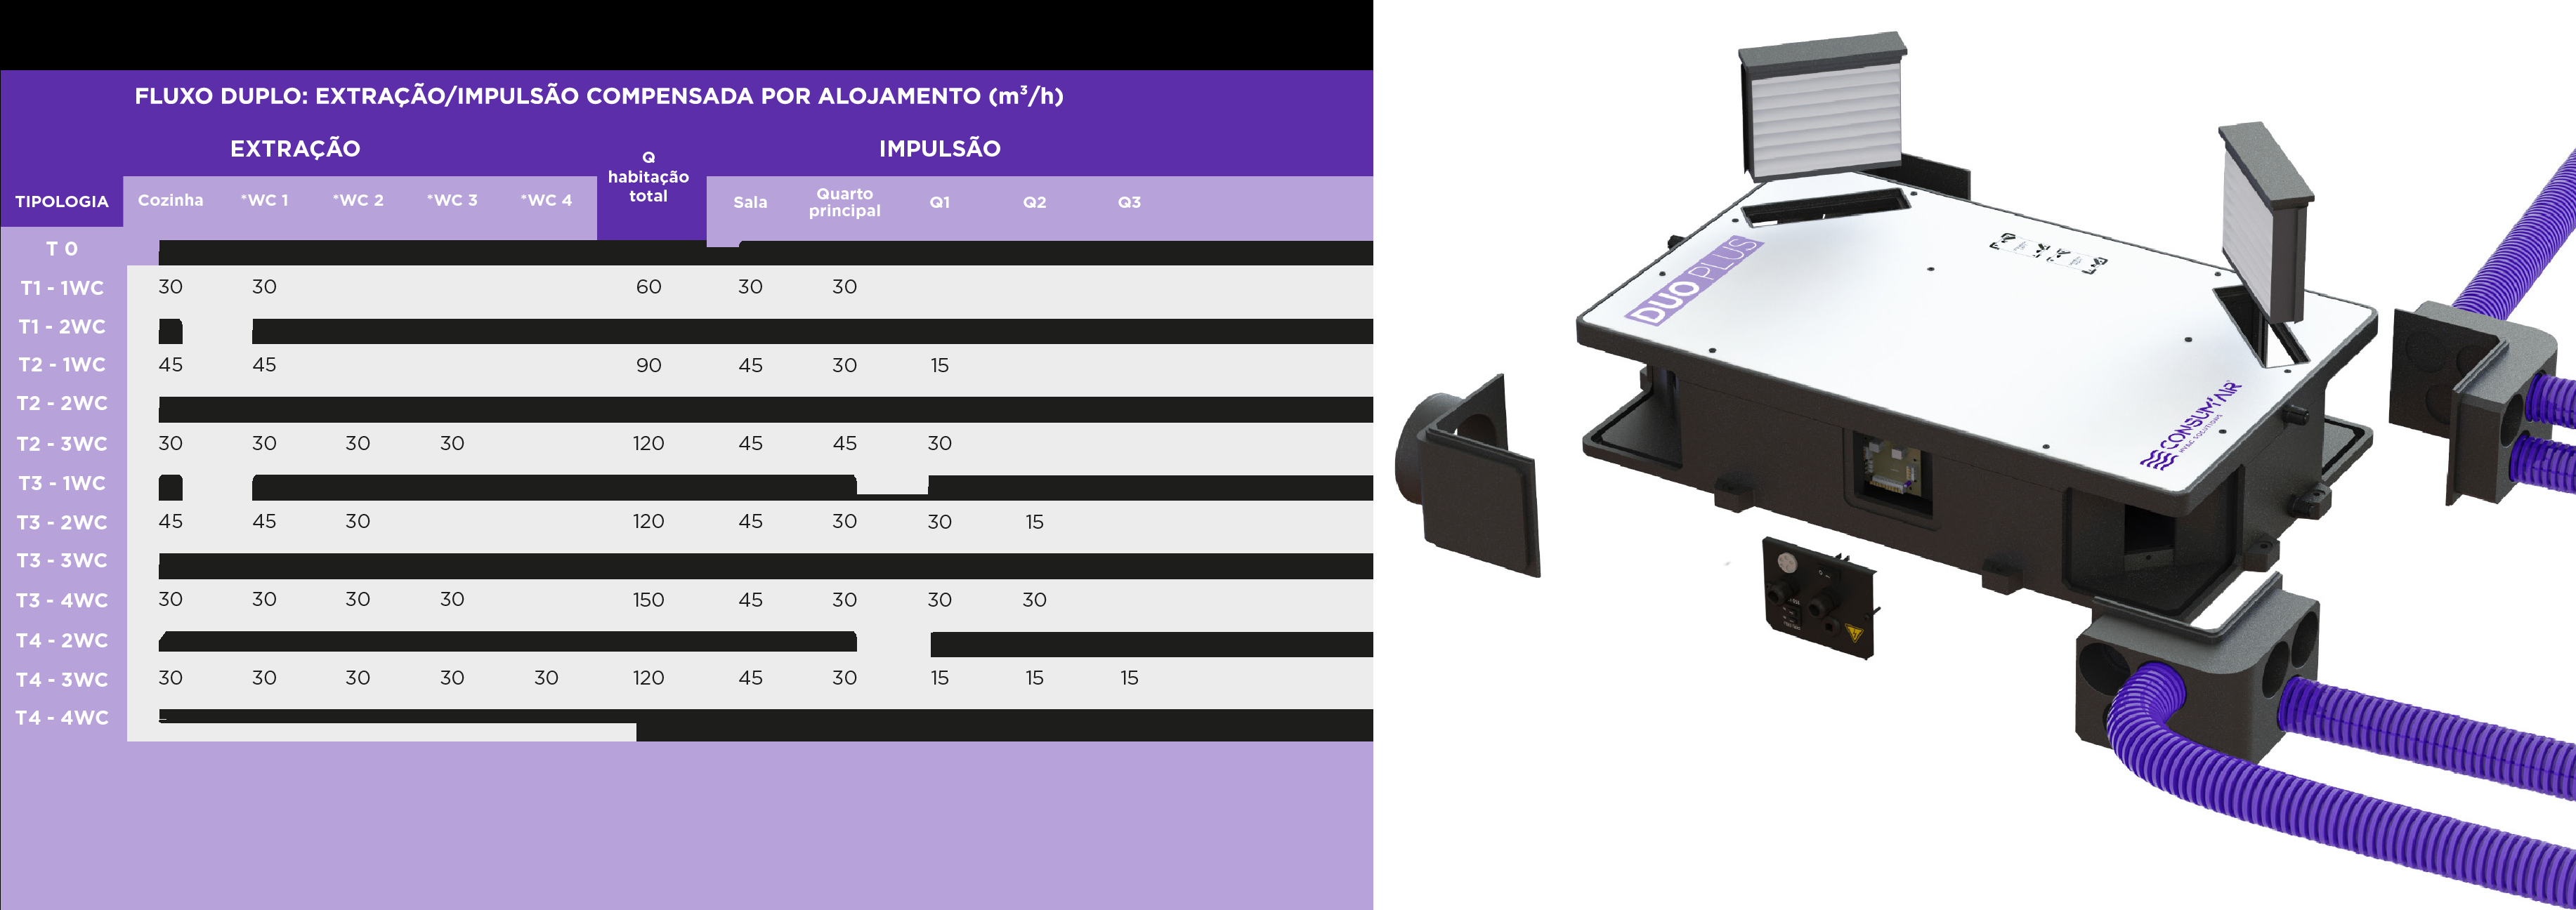 FLUXO DUPLO: EXTRAÇÃO/IMPULSÃO COMPENSADA POR ALOJAMENTO (m³/h)
EXTRAÇÃO
Q habitação total
IMPULSÃO
TIPOLOGIA Cozinha *WC 1 *WC 2 *WC 3 *WC 4 Sala Quarto principal Q1 Q2 Q3
T 0
T1 - 1WC 30 30 60 30 30
T1 - 2WC
T2 - 1WC 45 45 90 45 30 15
T2 - 2WC
T2 - 3WC 30 30 30 30 120 45 45 30
T3 - 1WC
T3 - 2WC 45 45 30 120 45 30 30 15
T3 - 3WC
T3 - 4WC 30 30 30 30 150 45 30 30 30
T4 - 2WC
T4 - 3WC 30 30 30 30 30 120 45 30 15 15 15
T4 - 4WC
DUO PLUS
CONSUM'AIR
HVAC SOLUTIONS